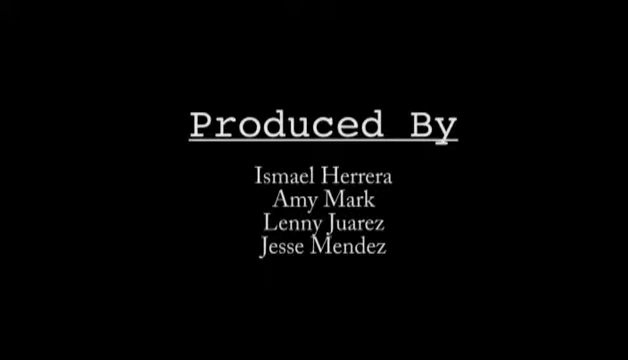 Produced By
Ismael Herrera
Amy Mark
Lenny Juarez
Jesse Mendez